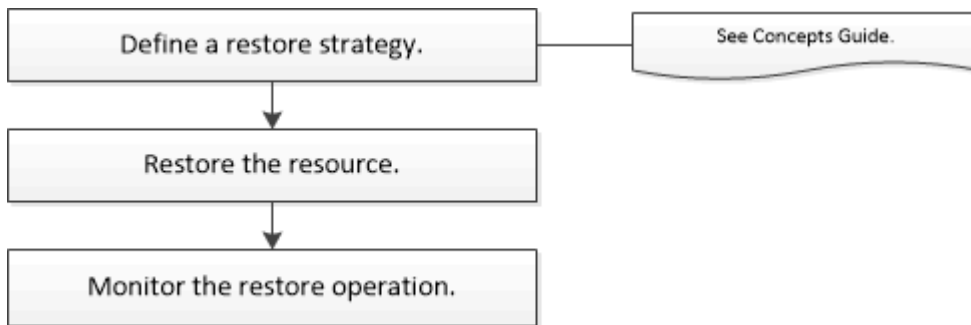 Define a restore strategy.
See Concepts Guide.
Restore the resource.
Monitor the restore operation.